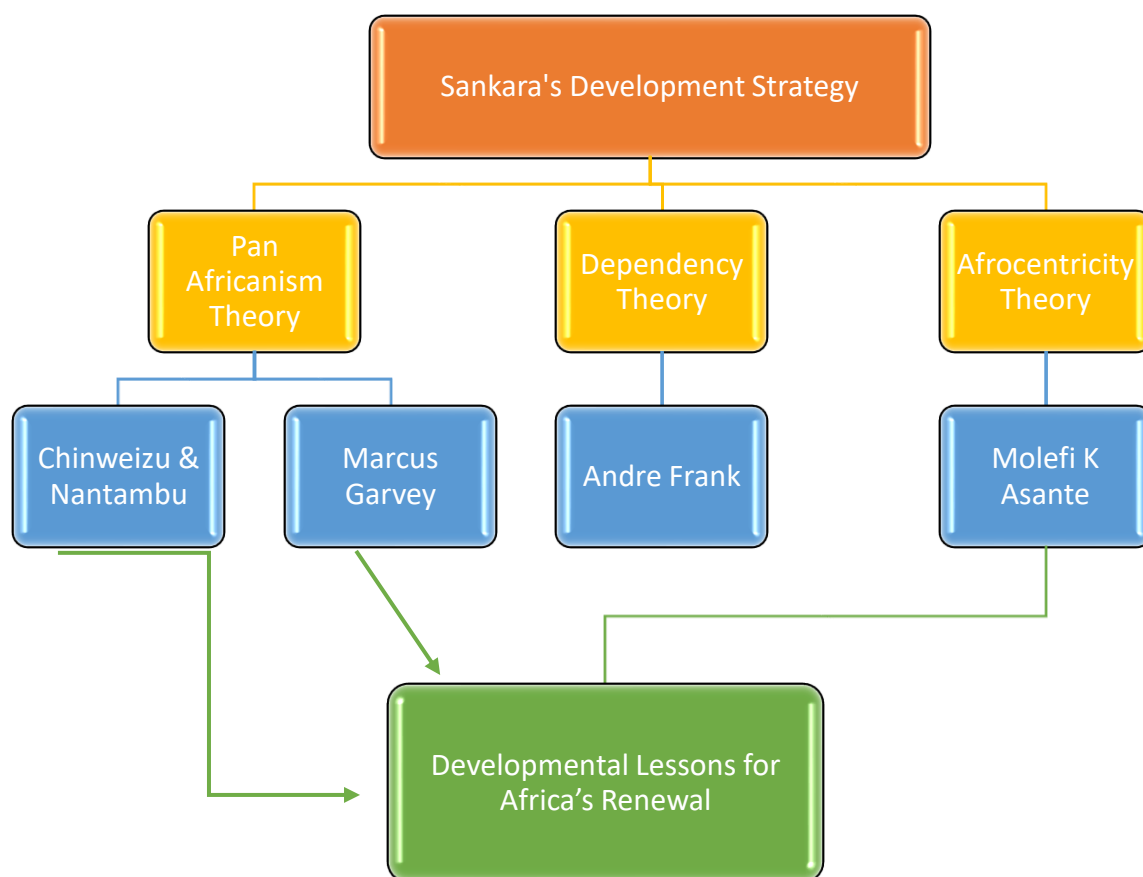 Sankara's Development Strategy
Pan
Africanism
Theory
Dependency
Theory
Afrocentricity
Theory
Chinweizu &
Nantambu
Marcus
Garvey
Andre Frank
Molefi K
Asante
Developmental Lessons for
Africa’s Renewal